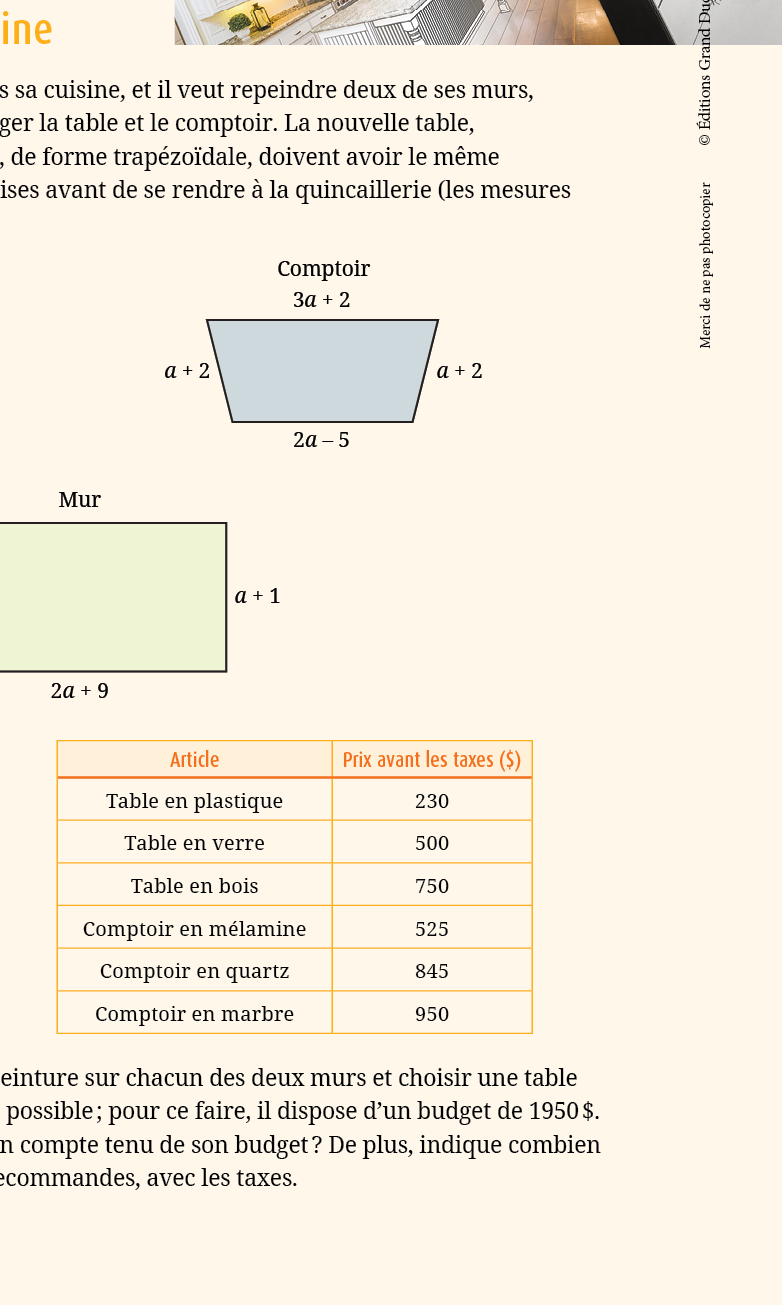 ine
s sa cuisine, et il veut repeindre deux de ses murs,
ger la table et le comptoir. La nouvelle table,
, de forme trapézoïdale, doivent avoir le même
ises avant de se rendre à la quincaillerie (les mesures
Comptoir
3a + 2
a + 2
a + 2
2a – 5
Mur
a + 1
2a + 9
Article Prix avant les taxes ($)
Table en plastique 230
Table en verre 500
Table en bois 750
Comptoir en mélamine 525
Comptoir en quartz 845
Comptoir en marbre 950
einture sur chacun des deux murs et choisir une table
possible ; pour ce faire, il dispose d’un budget de 1950 $.
n compte tenu de son budget ? De plus, indique combien
ecommandes, avec les taxes.
Merci de ne pas photocopier © Éditions Grand Duc